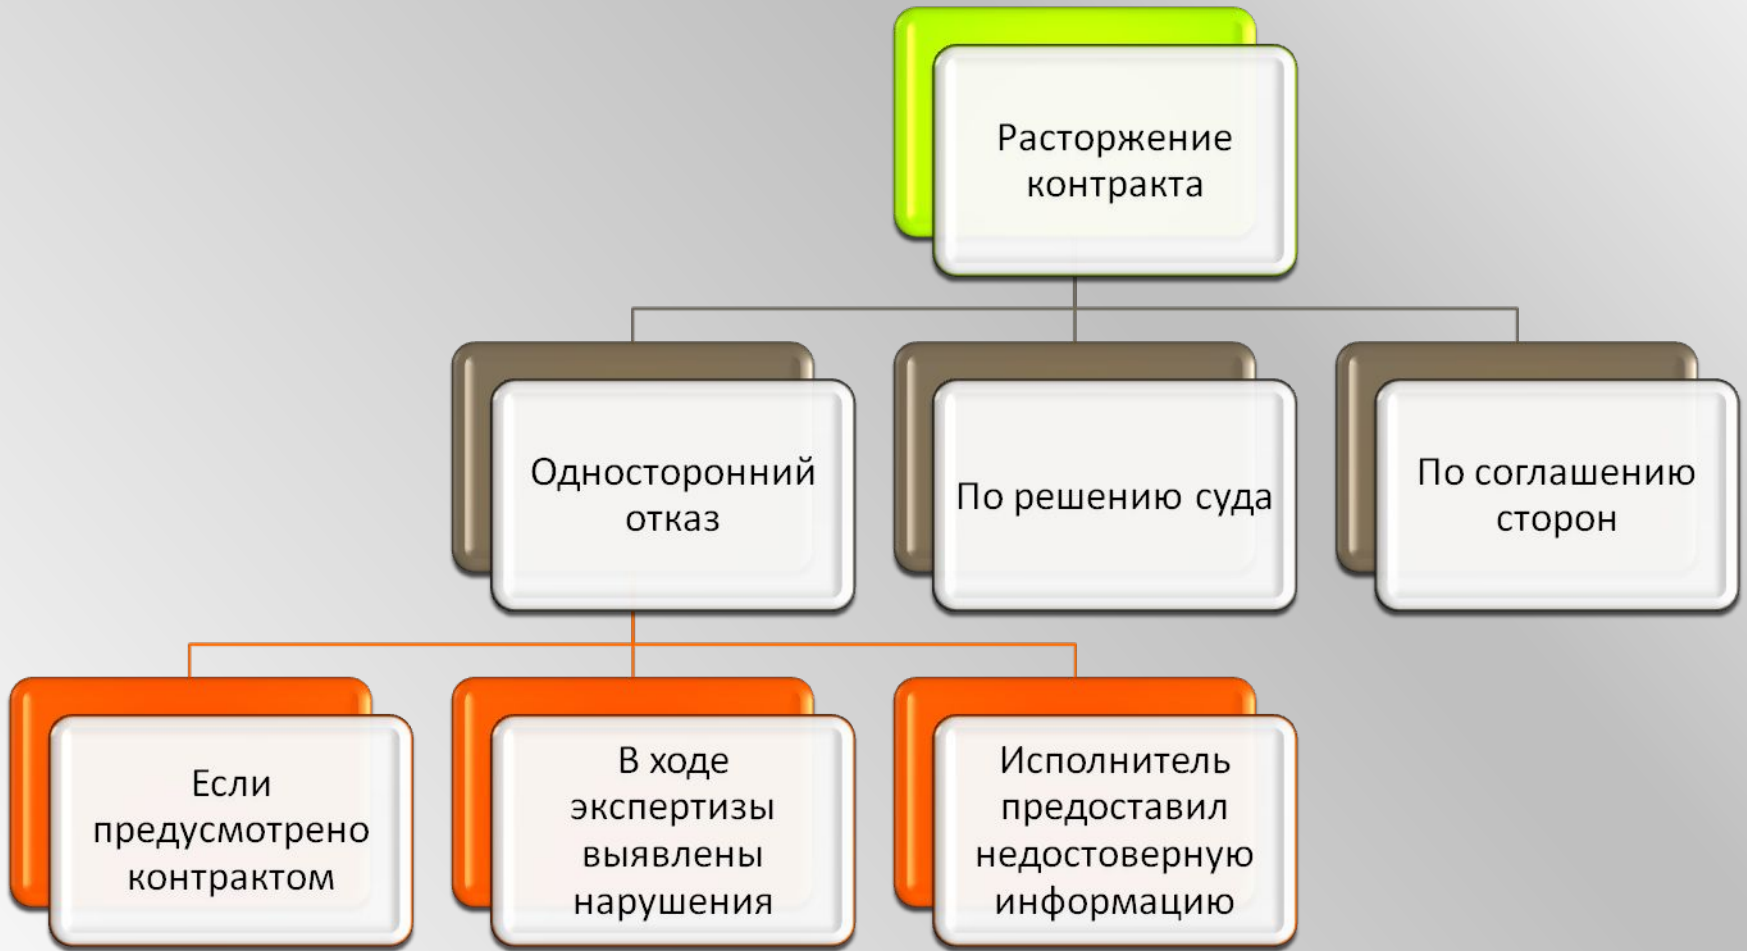 Расторжение
контракта
Односторонний
отказ
По решению суда
По соглашению
сторон
Если
предусмотрено
контрактом
В ходе
экспертизы
выявлены
нарушения
Исполнитель
предоставил
недостоверную
информацию